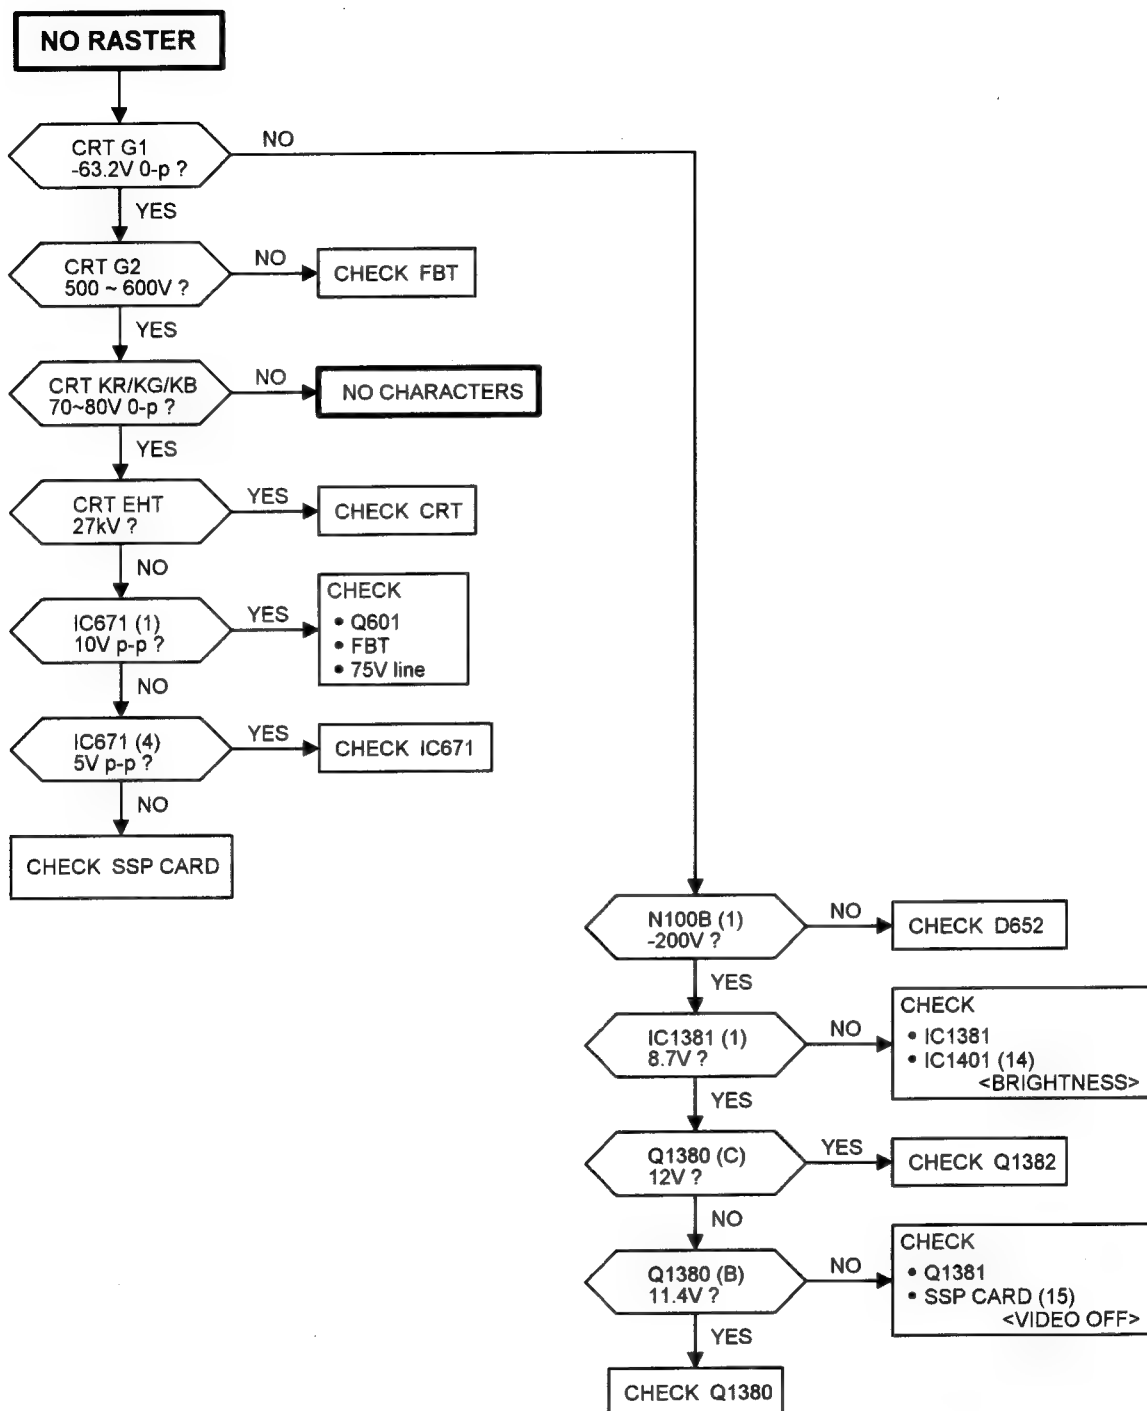 NO RASTER
CRT G1
-63.2V 0-p ?
NO
YES
CRT G2
500 ~ 600V ?
NO
CHECK FBT
YES
CRT KR/KG/KB
70~80V 0-p ?
NO
NO CHARACTERS
YES
CRT EHT
27kV ?
YES
CHECK CRT
NO
IC671 (1)
10V p-p ?
YES
CHECK
• Q601
• FBT
• 75V line
NO
IC671 (4)
5V p-p ?
YES
CHECK IC671
NO
CHECK SSP CARD
N100B (1)
-200V ?
NO
CHECK D652
YES
IC1381 (1)
8.7V ?
NO
CHECK
• IC1381
• IC1401 (14)
<BRIGHTNESS>
YES
Q1380 (C)
12V ?
YES
CHECK Q1382
NO
Q1380 (B)
11.4V ?
NO
CHECK
• Q1381
• SSP CARD (15)
<VIDEO OFF>
YES
CHECK Q1380